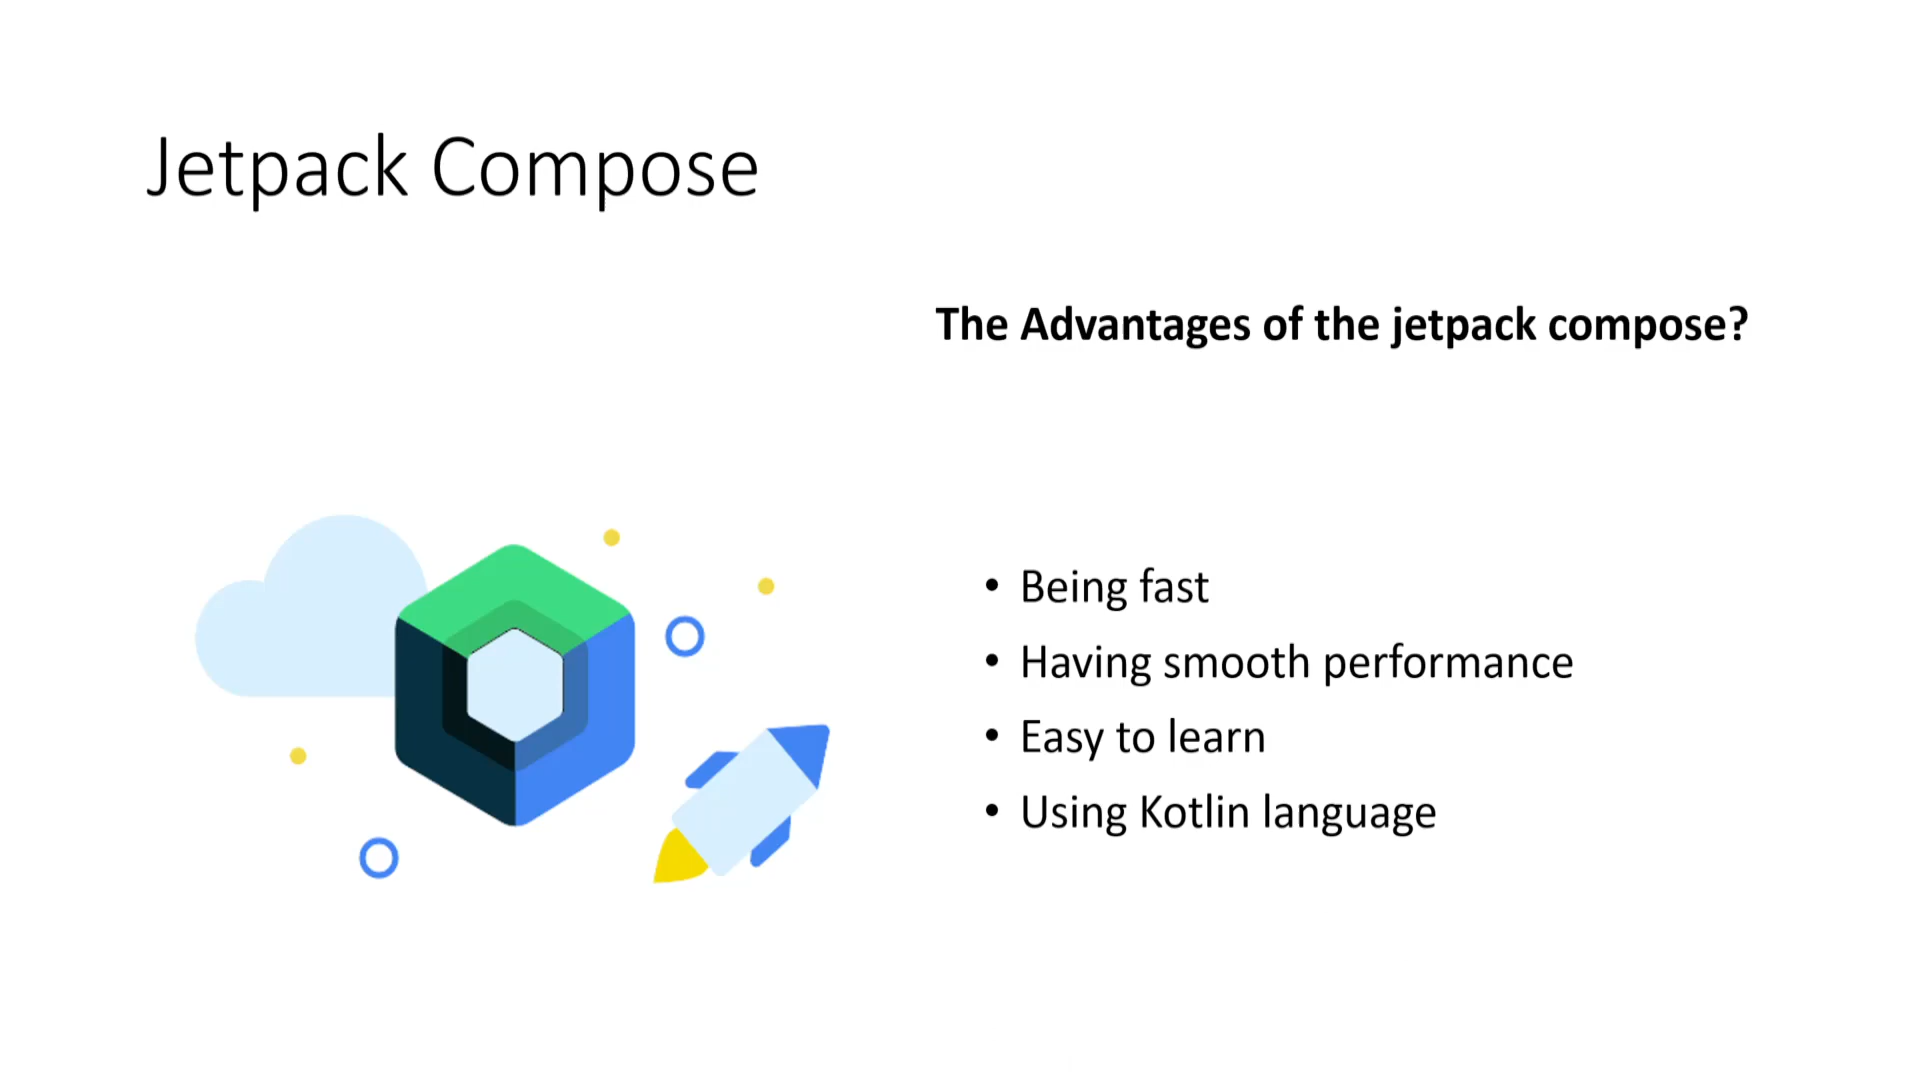 Jetpack Compose
The Advantages of the jetpack compose?
• Being fast
• Having smooth performance
• Easy to learn
• Using Kotlin language